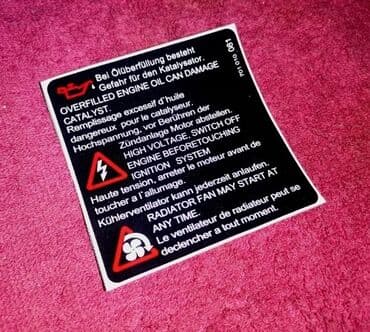 Bei Ölüberfüllung besteht
Gefahr für den Katalysator.
OVERFILLED ENGINE OIL CAN DAMAGE
CATALYST.
Remplissage excessif d'huile
dangereux pour le catalyseur.
Hochspannung, vor Berühren der
Zündanlage Motor abstellen.
HIGH VOLTAGE, SWITCH OFF
ENGINE BEFORETOUCHING
IGNITION SYSTEM
Haute tension, arreter le moteur avant de
toucher a l'allumage.
Kühlerventilator kann jederzeit anlaufen.
RADIATOR FAN MAY START AT
ANY TIME.
Le ventilateur de radiateur peut se
declencher a tout moment.